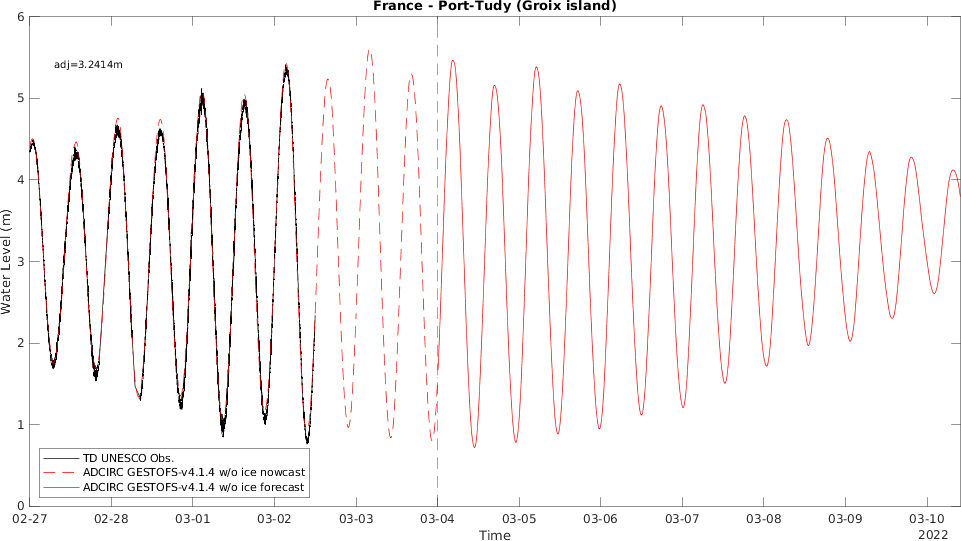 France - Port-Tudy (Groix island)
6
adj=3.2414m
5
4
3
2
1
0
Water Level (m)
TD UNESCO Obs.
ADCIRC GESTOFS-v4.1.4 w/o ice nowcast
ADCIRC GESTOFS-v4.1.4 w/o ice forecast
02-27 02-28 03-01 03-02 03-03 03-04 03-05 03-06 03-07 03-08 03-09 03-10
Time
2022